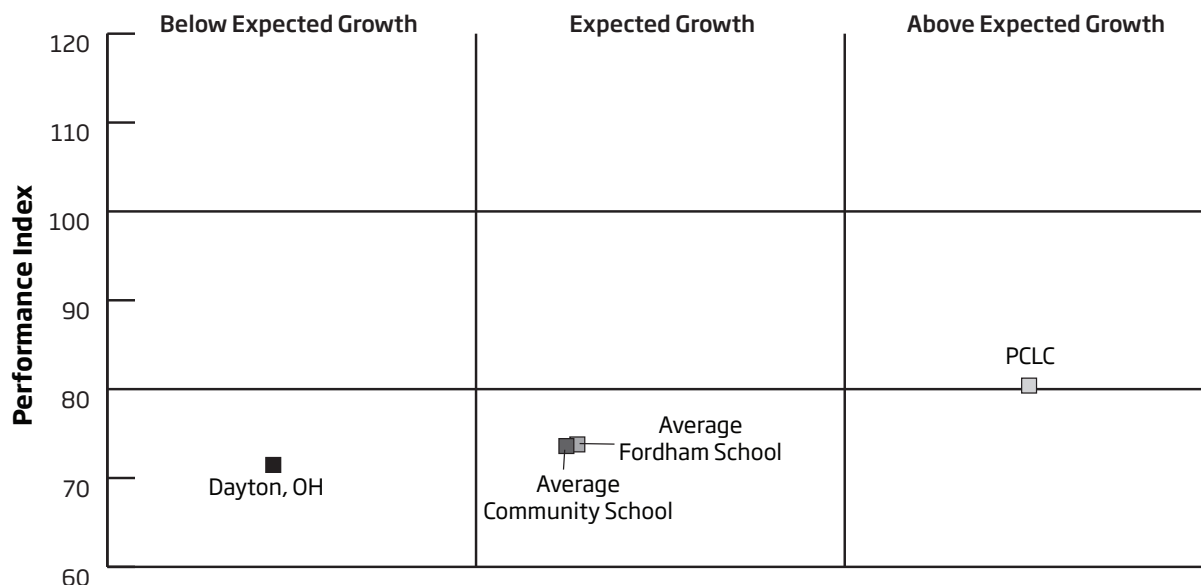 Below Expected Growth
Expected Growth
Above Expected Growth
Performance Index
120
110
100
90
80
70
60
PCLC
Average
Fordham School
Dayton, OH
Average
Community School